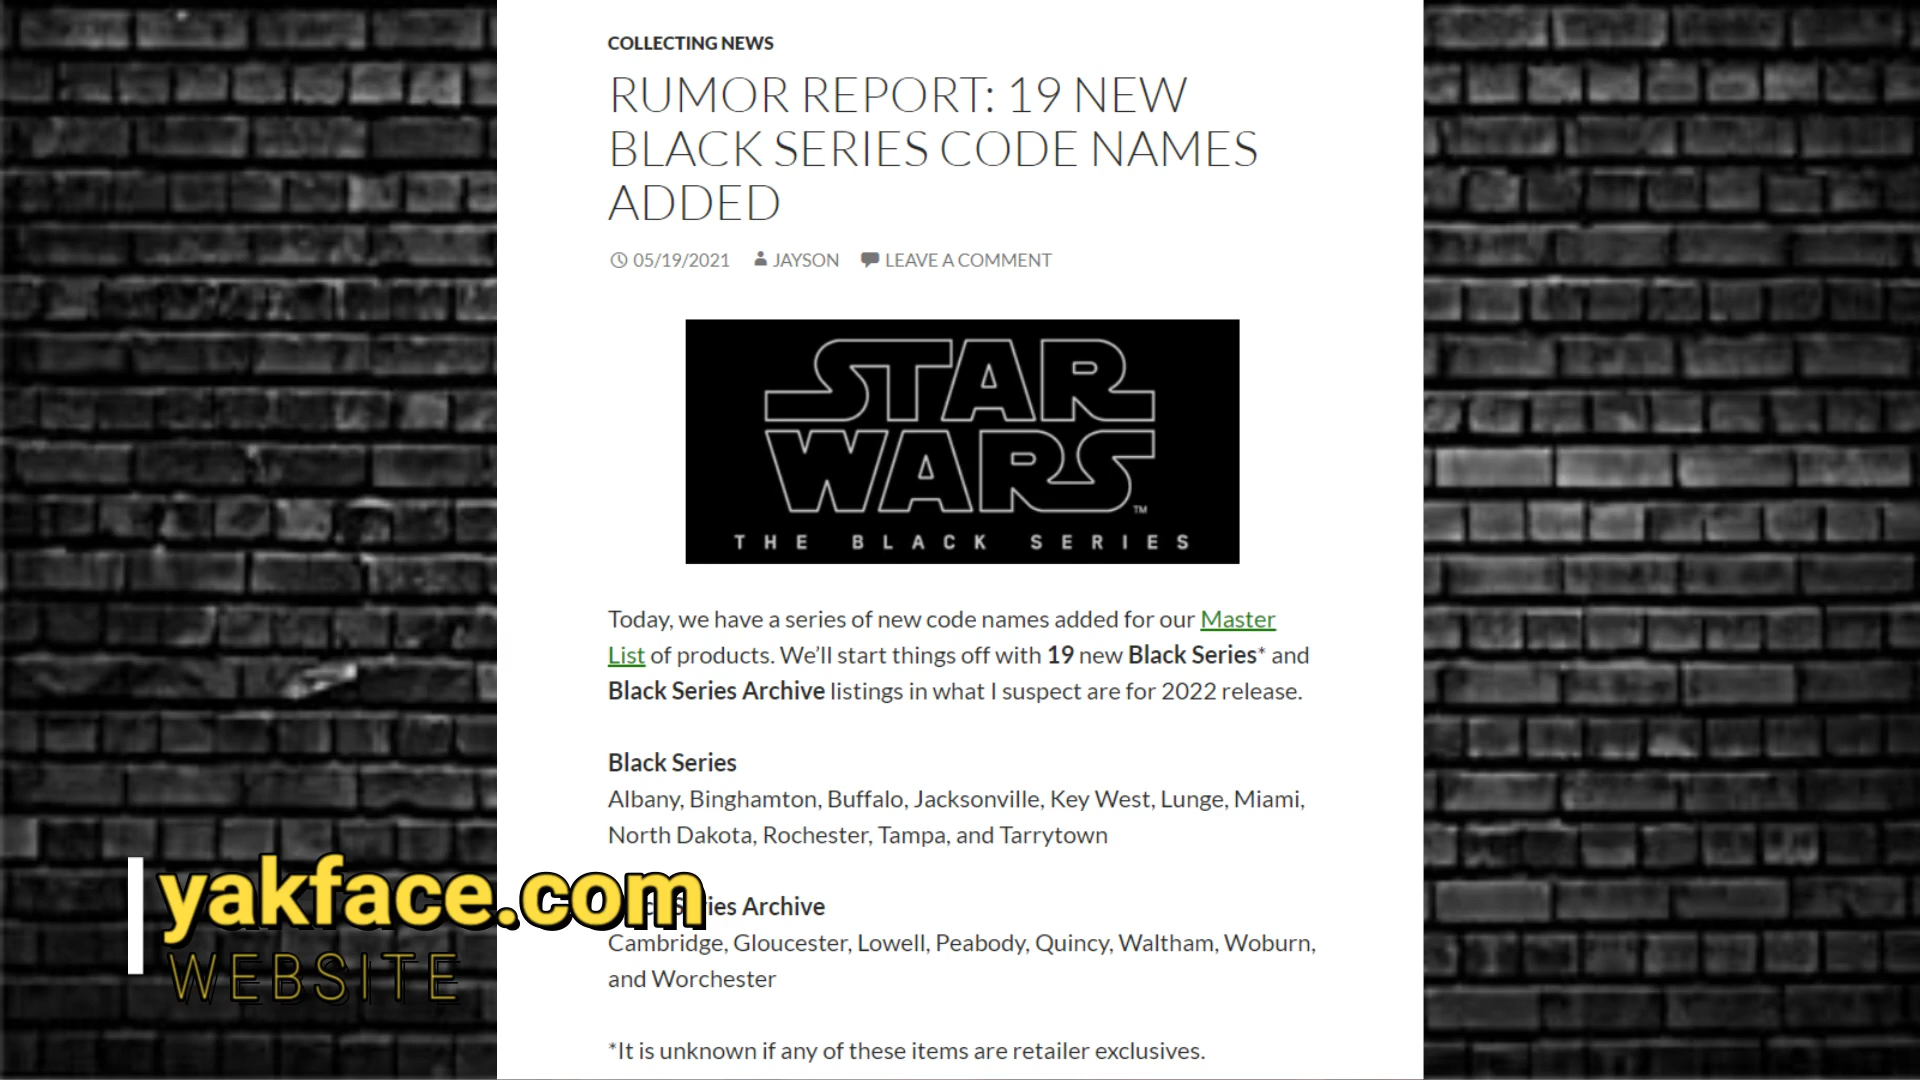 COLLECTING NEWS
RUMOR REPORT: 19 NEW
BLACK SERIES CODE NAMES
ADDED
05/19/2021 JAYSON LEAVE A COMMENT
STAR
WARS
TM
THE BLACK SERIES
Today, we have a series of new code names added for our Master
List of products. We'll start things off with 19 new Black Series* and
Black Series Archive listings in what I suspect are for 2022 release.
Black Series
Albany, Binghamton, Buffalo, Jacksonville, Key West, Lunge, Miami,
North Dakota, Rochester, Tampa, and Tarrytown
yakface.com
WEBSITE
Archive
Cambridge, Gloucester, Lowell, Peabody, Quincy, Waltham, Woburn,
and Worchester
*It is unknown if any of these items are retailer exclusives.